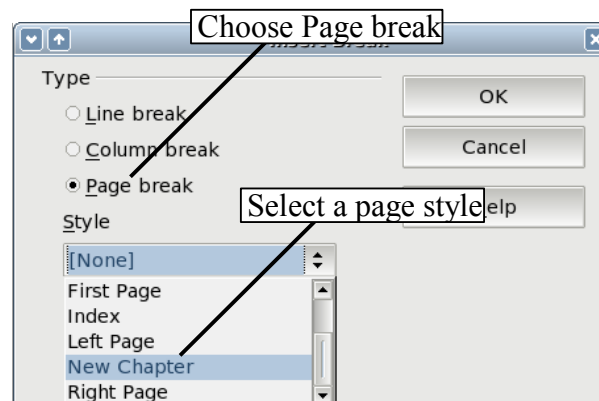 Choose Page break
Type
Line break
OK
Column break
Cancel
Page break
Select a page style
elp
Style
[None]
First Page
Index
Left Page
New Chapter
Right Page